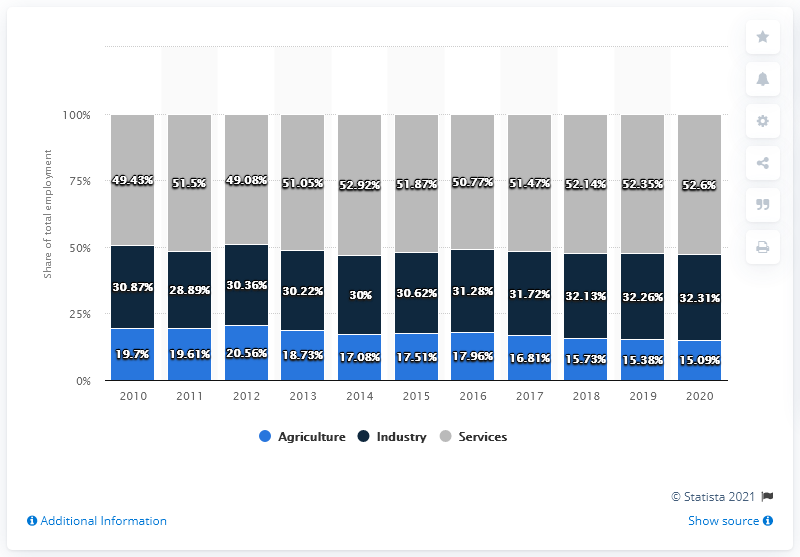 Share of total employment
100%
75%
50%
25%
0%
49.43% 51.5% 49.08% 51.05% 52.92% 51.87% 50.77% 51.47% 52.14% 52.35% 52.6%
30.87% 28.89% 30.36% 30.22% 30% 30.62% 31.28% 31.72% 32.13% 32.26% 32.31%
19.7% 19.61% 20.56% 18.73% 17.08% 17.51% 17.96% 16.81% 15.73% 15.38% 15.09%
2010 2011 2012 2013 2014 2015 2016 2017 2018 2019 2020
Agriculture Industry Services
© Statista 2021
Additional Information Show source